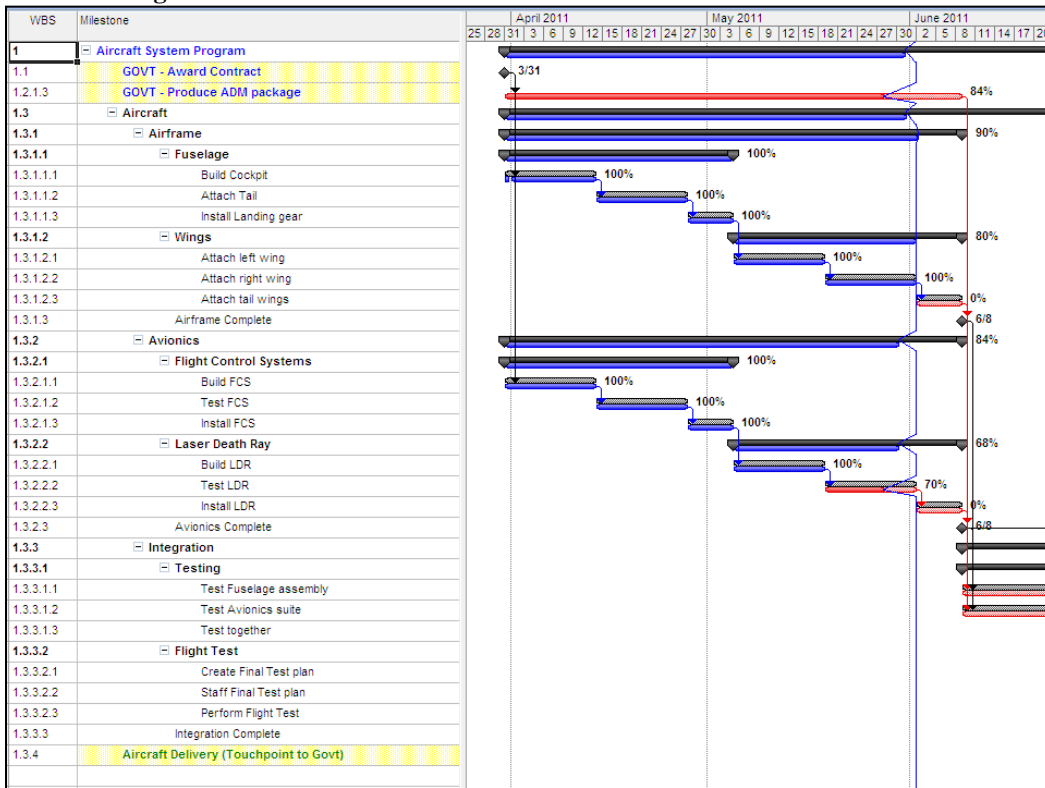 WBS Milestone April 2011 May 2011 June 2011
25 28 31 3 6 9 12 15 18 21 24 27 30 3 6 9 12 15 18 21 24 27 30 2 5 8 11 14 17
1 Aircraft System Program
1.1 GOVT - Award Contract 3/31
1.2.1.3 GOVT - Produce ADM package 84%
1.3 Aircraft
1.3.1 Airframe 90%
1.3.1.1 Fuselage 100%
1.3.1.1.1 Build Cockpit 100%
1.3.1.1.2 Attach Tail 100%
1.3.1.1.3 Install Landing gear 100%
1.3.1.2 Wings 80%
1.3.1.2.1 Attach left wing 100%
1.3.1.2.2 Attach right wing 100%
1.3.1.2.3 Attach tail wings 0%
1.3.1.3 Airframe Complete 6/8
1.3.2 Avionics 84%
1.3.2.1 Flight Control Systems 100%
1.3.2.1.1 Build FCS 100%
1.3.2.1.2 Test FCS 100%
1.3.2.1.3 Install FCS 100%
1.3.2.2 Laser Death Ray 68%
1.3.2.2.1 Build LDR 100%
1.3.2.2.2 Test LDR 70%
1.3.2.2.3 Install LDR 0%
1.3.2.3 Avionics Complete 6/8
1.3.3 Integration
1.3.3.1 Testing
1.3.3.1.1 Test Fuselage assembly
1.3.3.1.2 Test Avionics suite
1.3.3.1.3 Test together
1.3.3.2 Flight Test
1.3.3.2.1 Create Final Test plan
1.3.3.2.2 Staff Final Test plan
1.3.3.2.3 Perform Flight Test
1.3.3.3 Integration Complete
1.3.4 Aircraft Delivery (Touchpoint to Govt)